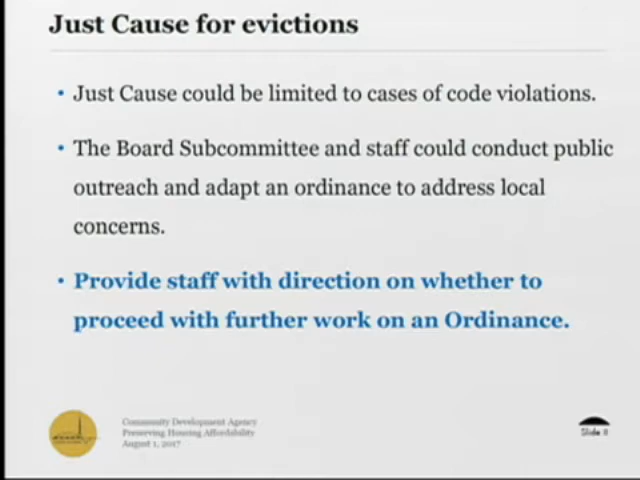 Just Cause for evictions
• Just Cause could be limited to cases of code violations.
• The Board Subcommittee and staff could conduct public
outreach and adapt an ordinance to address local
concerns.
• Provide staff with direction on whether to
proceed with further work on an Ordinance.
Community Development Agency
Preserving Housing Affordability
August 1, 2017
Slide